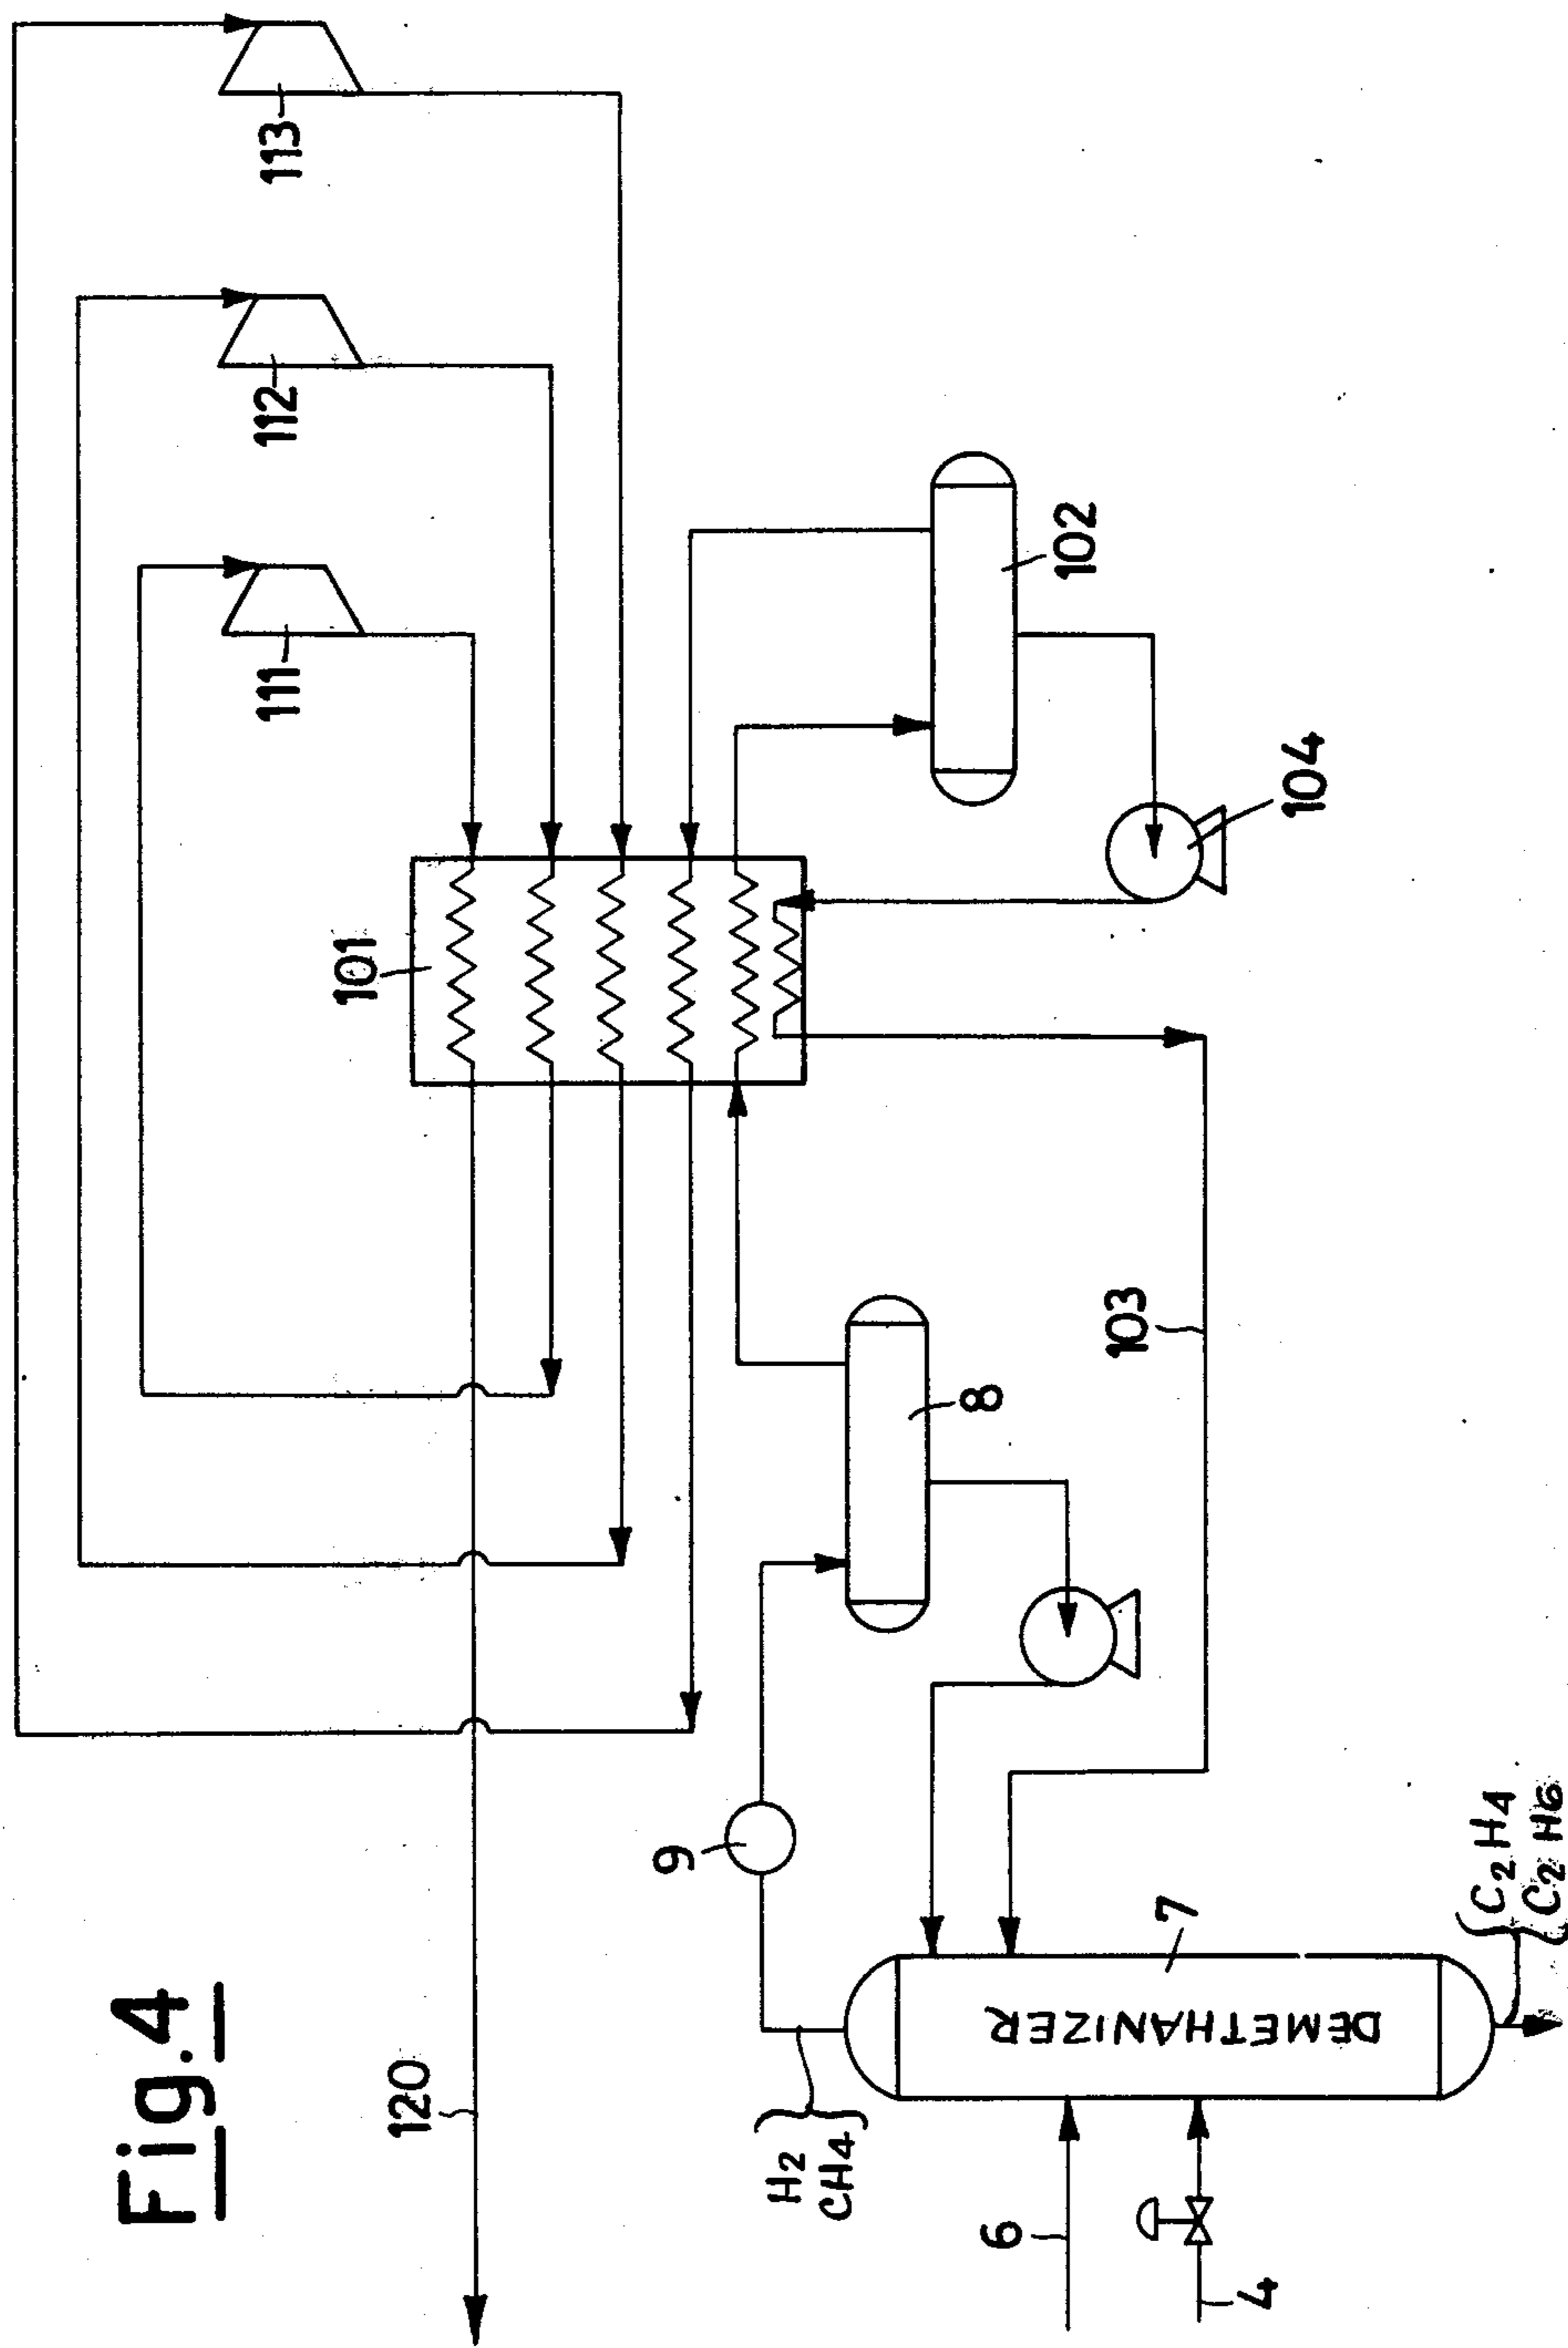 Fig.4
113
112
111
101
102
104
120
9
8
103
H2
CH4
6
4
DEMETHANIZER
7
C2H4
C2H6